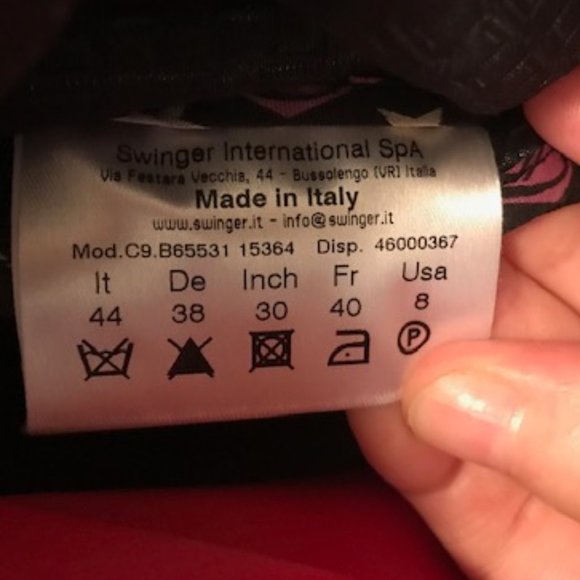 Swinger International SpA
Via Festara Vecchia, 44 - Bussolengo (VR) Italia
Made in Italy
www.swinger.it - info@swinger.it
Mod.C9.B65531 15364 Disp. 46000367
It De Inch Fr Usa
44 38 30 40 8
P